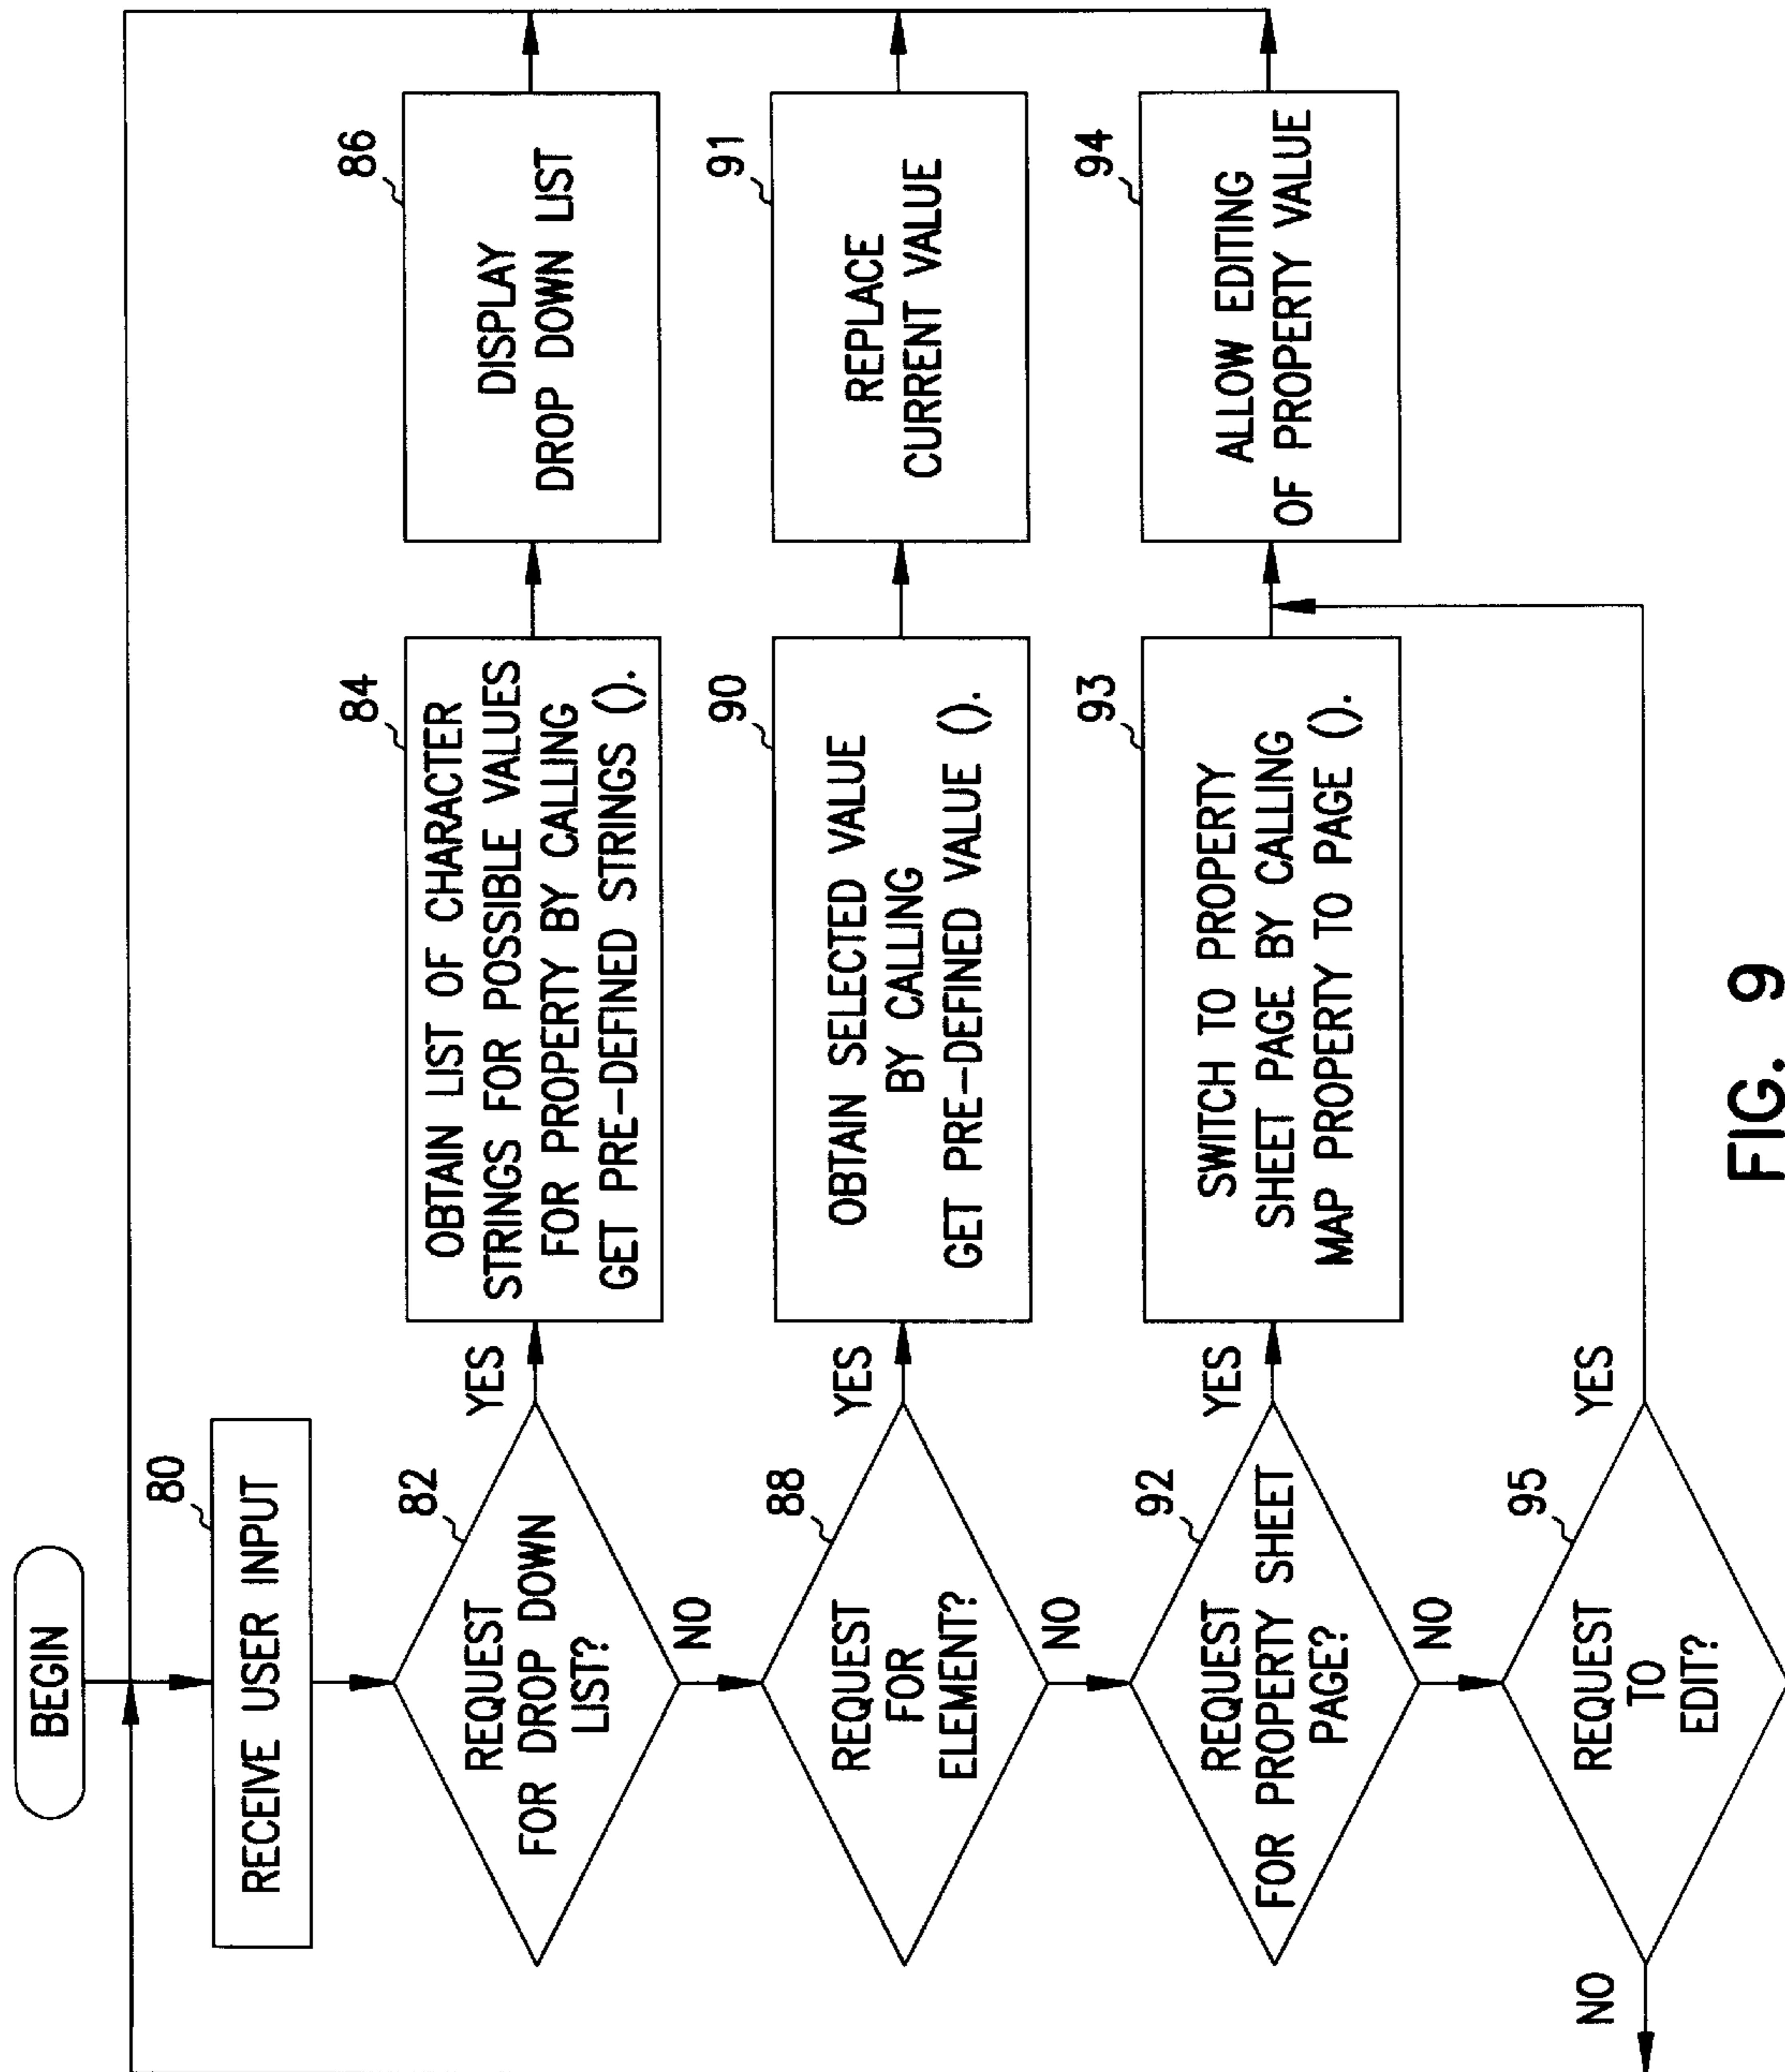 BEGIN
80
RECEIVE USER INPUT
82
REQUEST
FOR DROP DOWN
LIST?
YES
NO
84
OBTAIN LIST OF CHARACTER
STRINGS FOR POSSIBLE VALUES
FOR PROPERTY BY CALLING
GET PRE-DEFINED STRINGS ().
86
DISPLAY
DROP DOWN LIST
88
REQUEST
FOR
ELEMENT?
YES
NO
90
OBTAIN SELECTED VALUE
BY CALLING
GET PRE-DEFINED VALUE ().
91
REPLACE
CURRENT VALUE
92
REQUEST
FOR PROPERTY SHEET
PAGE?
YES
NO
93
SWITCH TO PROPERTY
SHEET PAGE BY CALLING
MAP PROPERTY TO PAGE ().
94
ALLOW EDITING
OF PROPERTY VALUE
95
REQUEST
TO
EDIT?
YES
NO
FIG. 9